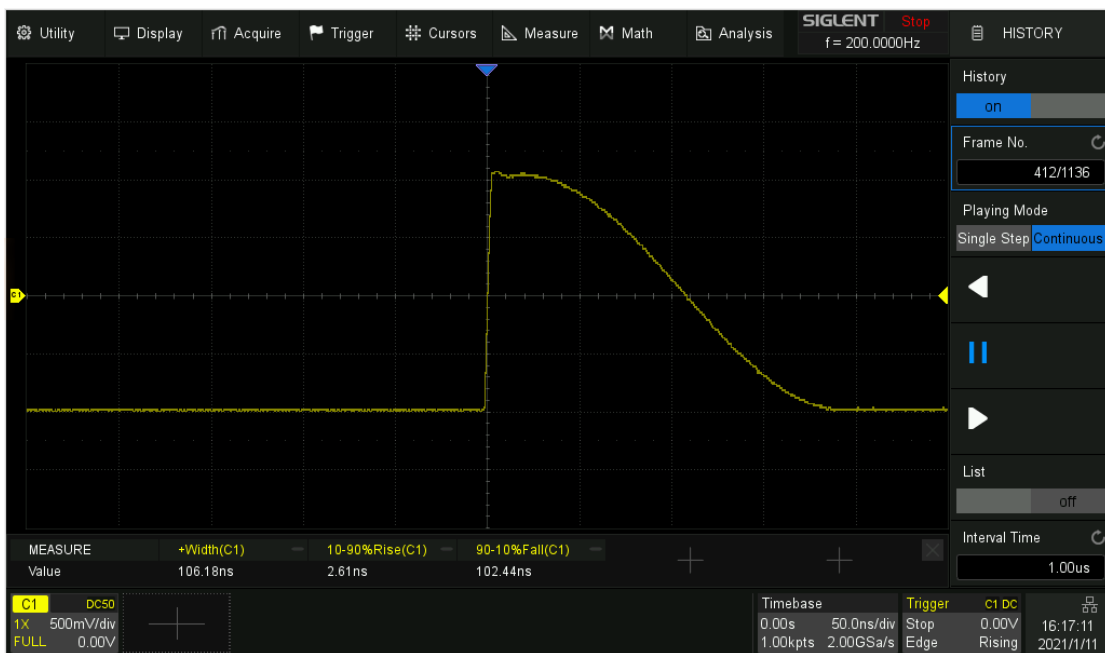 Utility Display Acquire Trigger Cursors Measure Math Analysis
SIGLENT Stop
f = 200.0000Hz
HISTORY
History
on
Frame No.
412/1136
Playing Mode
Single Step Continuous
List
off
Interval Time
1.00us
C1
MEASURE +Width(C1) 10-90%Rise(C1) 90-10%Fall(C1)
Value 106.18ns 2.61ns 102.44ns
C1 DC50
1X 500mV/div
FULL 0.00V
Timebase
0.00s 50.0ns/div
1.00kpts 2.00GSa/s
Trigger C1 DC
Stop 0.00V
Edge Rising
16:17:11
2021/1/11